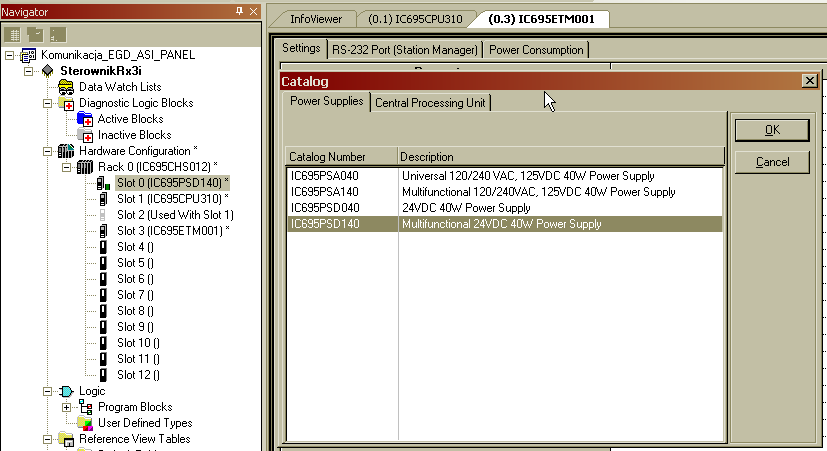 Navigator
InfoViewer
(0.1) IC695CPU310
(0.3) IC695ETM001
Komunikacja_EGD_ASI_PANEL
SterownikRx3i
Data Watch Lists
Diagnostic Logic Blocks
Active Blocks
Inactive Blocks
Hardware Configuration *
Rack 0 (IC695CHS012) *
Slot 0 (IC695PSD140) *
Slot 1 (IC695CPU310) *
Slot 2 (Used With Slot 1)
Slot 3 (IC695ETM001) *
Slot 4 ()
Slot 5 ()
Slot 6 ()
Slot 7 ()
Slot 8 ()
Slot 9 ()
Slot 10 ()
Slot 11 ()
Slot 12 ()
Logic
Program Blocks
User Defined Types
Reference View Tables
Settings
RS-232 Port (Station Manager)
Power Consumption
Catalog
Power Supplies
Central Processing Unit
OK
Cancel
Catalog Number Description
IC695PSA040 Universal 120/240 VAC, 125VDC 40W Power Supply
IC695PSA140 Multifunctional 120/240VAC, 125VDC 40W Power Supply
IC695PSD040 24VDC 40W Power Supply
IC695PSD140 Multifunctional 24VDC 40W Power Supply